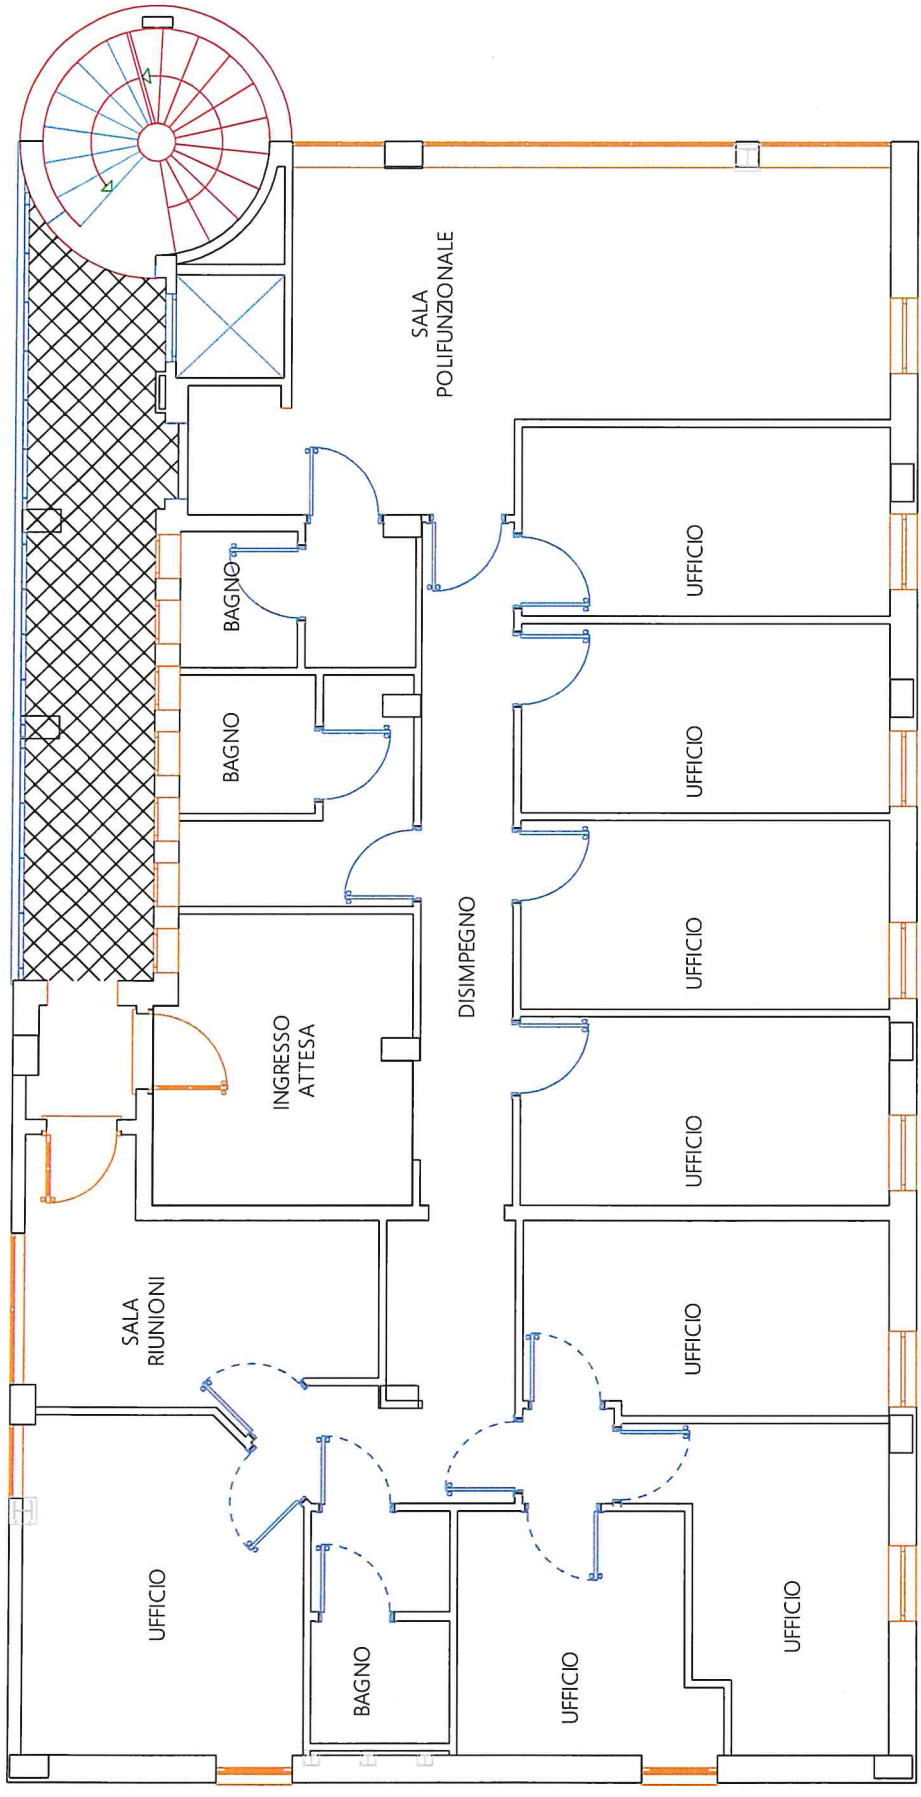 SALA
POLIFUNZIONALE
BAGNO
UFFICIO
BAGNO
UFFICIO
DISIMPEGNO
UFFICIO
INGRESSO
ATTESA
UFFICIO
SALA
RIUNIONI
UFFICIO
UFFICIO
BAGNO
UFFICIO
UFFICIO